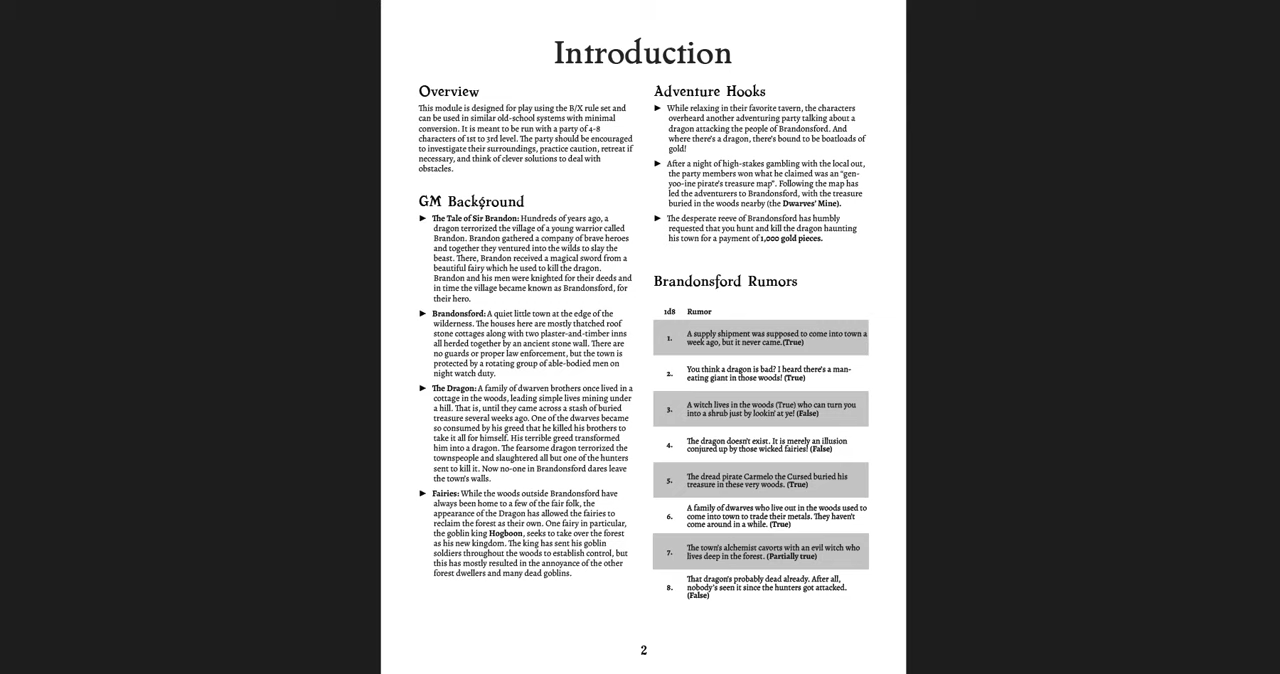 Introduction
Overview
This module is designed for play using the B/X rule set and
can be used in similar old-school systems with minimal
conversion. It is meant to be run with a party of 4-8
characters of 1st to 3rd level. The party should be encouraged
to investigate their surroundings, practice caution, retreat if
necessary, and think of clever solutions to deal with
obstacles.
GM Background
► The Tale of Sir Brandon: Hundreds of years ago, a
dragon terrorized the village of a young warrior called
Brandon. Brandon gathered a company of brave heroes
and together they ventured into the wilds to slay the
beast. There, Brandon received a magical sword from a
beautiful fairy which he used to kill the dragon.
Brandon and his men were knighted for their deeds and
in time the village became known as Brandonsford, for
their hero.
► Brandonsford: A quiet little town at the edge of the
wilderness. The houses here are mostly thatched roof
stone cottages along with two plaster-and-timber inns
all herded together by an ancient stone wall. There are
no guards or proper law enforcement, but the town is
protected by a rotating group of able-bodied men on
night watch duty.
► The Dragon: A family of dwarven brothers once lived in a
cottage in the woods, leading simple lives mining under
a hill. That is, until they came across a stash of buried
treasure several weeks ago. One of the dwarves became
so consumed by his greed that he killed his brothers to
take it all for himself. His terrible greed transformed
him into a dragon. The fearsome dragon terrorized the
townspeople and slaughtered all but one of the hunters
sent to kill it. Now no-one in Brandonsford dares leave
the town's walls.
► Fairies: While the woods outside Brandonsford have
always been home to a few of the fair folk, the
appearance of the Dragon has allowed the fairies to
reclaim the forest as their own. One fairy in particular,
the goblin king Hogboon, seeks to take over the forest
as his new kingdom. The king has sent his goblin
soldiers throughout the woods to establish control, but
this has mostly resulted in the annoyance of the other
forest dwellers and many dead goblins.
Adventure Hooks
► While relaxing in their favorite tavern, the characters
overheard another adventuring party talking about a
dragon attacking the people of Brandonsford. And
where there's a dragon, there's bound to be boatloads of
gold!
► After a night of high-stakes gambling with the local out,
the party members won what he claimed was an "gen-
yoo-ine pirate's treasure map". Following the map has
led the adventurers to Brandonsford, with the treasure
buried in the woods nearby (the Dwarves' Mine).
► The desperate reeve of Brandonsford has humbly
requested that you hunt and kill the dragon haunting
his town for a payment of 1,000 gold pieces.
Brandonsford Rumors
1d8 Rumor
1. A supply shipment was supposed to come into town a
week ago, but it never came.(True)
2. You think a dragon is bad? I heard there's a man-
eating giant in those woods! (True)
3. A witch lives in the woods (True) who can turn you
into a shrub just by lookin' at ye! (False)
4. The dragon doesn't exist. It is merely an illusion
conjured up by those wicked fairies! (False)
5. The dread pirate Carmelo the Cursed buried his
treasure in these very woods. (True)
6. A family of dwarves who live out in the woods used to
come into town to trade their metals. They haven't
come around in a while. (True)
7. The town's alchemist cavorts with an evil witch who
lives deep in the forest. (Partially true)
8. That dragon's probably dead already. After all,
nobody's seen it since the hunters got attacked.
(False)
2